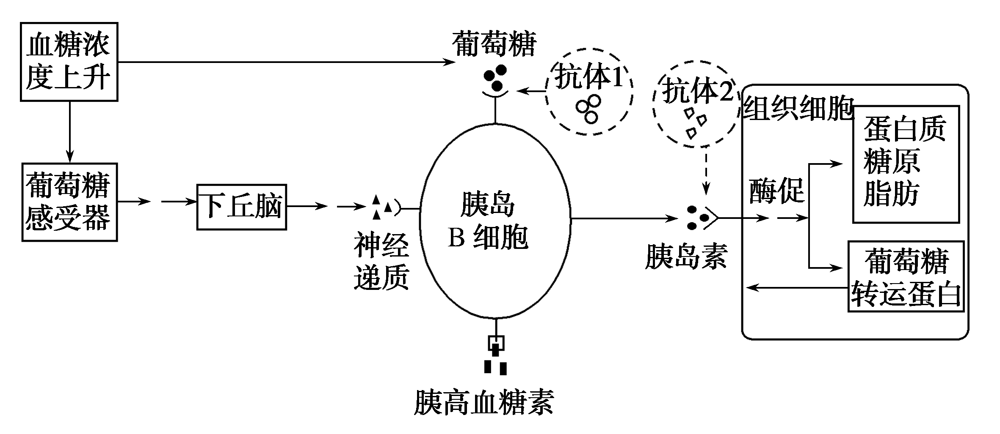 血糖浓
度上升
葡萄糖
抗体1
抗体2
组织细胞
蛋白质
糖原
脂肪
葡萄糖
感受器
下丘脑
神经
递质
胰岛
B 细胞
胰岛素
酶促
葡萄糖
转运蛋白
胰高血糖素